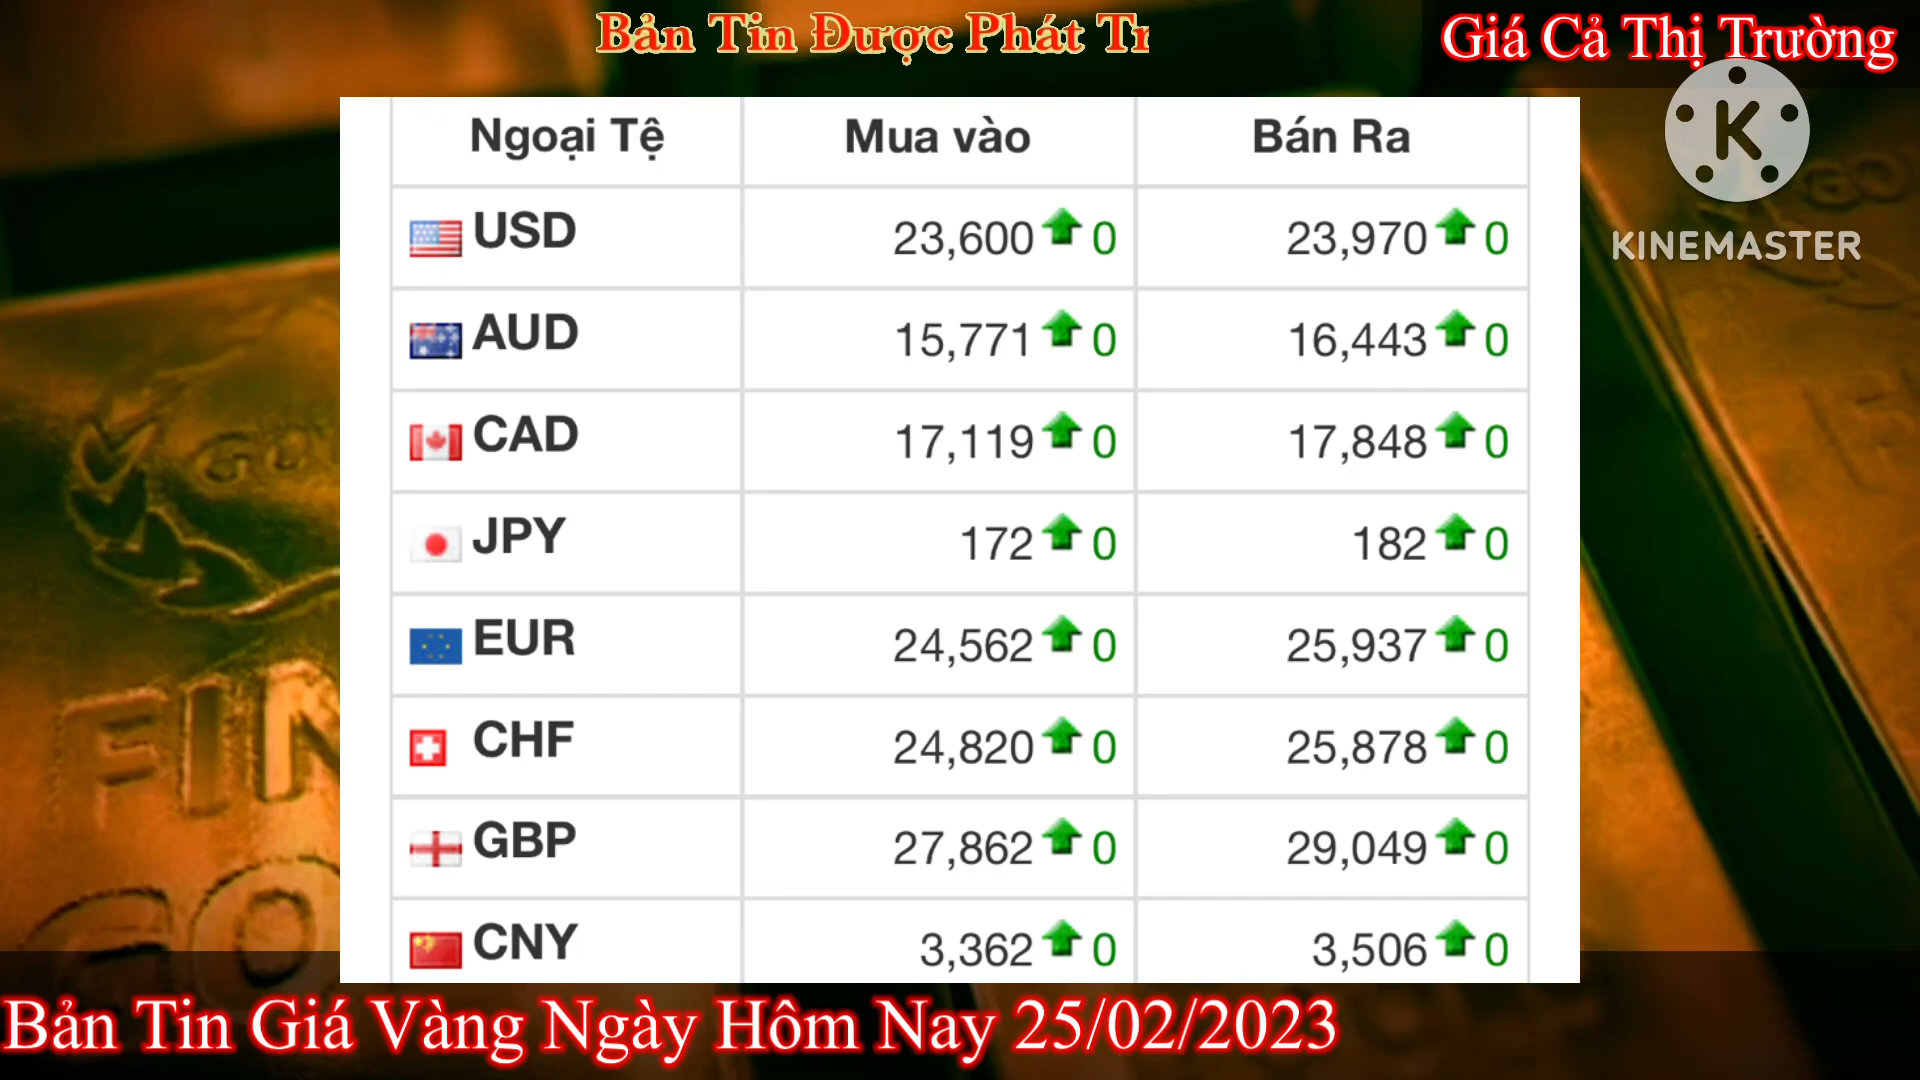 Bản Tin Được Phát Tr
Giá Cả Thị Trường
K
KINEMASTER
Ngoại Tệ Mua vào Bán Ra
USD 23,600 0 23,970 0
AUD 15,771 0 16,443 0
CAD 17,119 0 17,848 0
JPY 172 0 182 0
EUR 24,562 0 25,937 0
CHF 24,820 0 25,878 0
GBP 27,862 0 29,049 0
CNY 3,362 0 3,506 0
FIN
GO
Bản Tin Giá Vàng Ngày Hôm Nay 25/02/2023